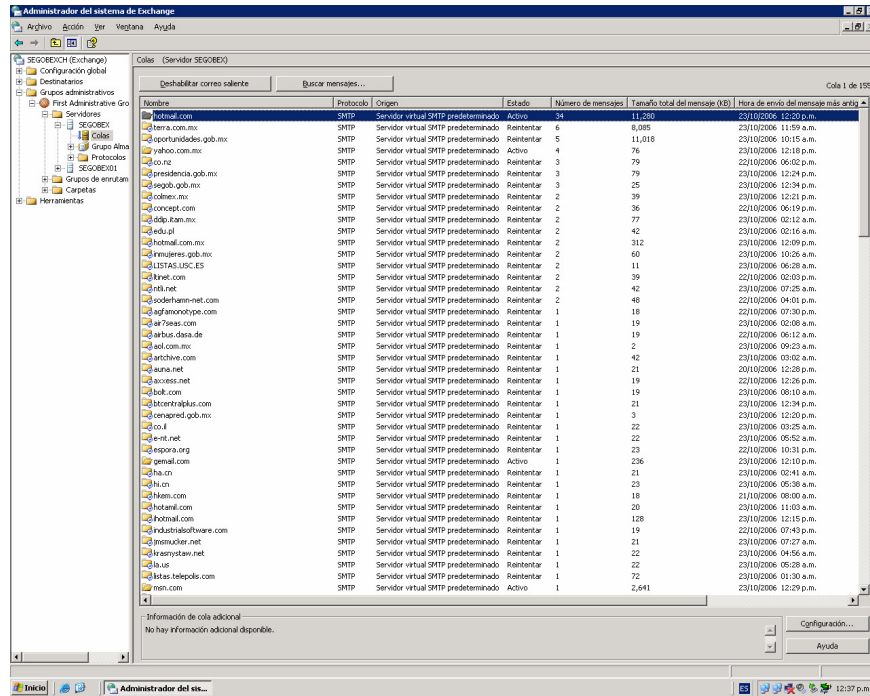 Administrador del sistema de Exchange
Archivo Acción Ver Ventana Ayuda
SEGOBEXCH (Exchange)
Configuración global
Destinatarios
Grupos administrativos
First Administrative Gro
Servidores
SEGOBEX
Colas
Grupo Alma
Protocolos
SEGOBEX01
Grupos de enrutam
Carpetas
Herramientas
Colas (Servidor SEGOBEX)
Deshabilitar correo saliente Buscar mensajes... Cola 1 de 155
Nombre Protocolo Origen Estado Número de mensajes Tamaño total del mensaje (KB) Hora de envío del mensaje más antig
hotmail.com SMTP Servidor virtual SMTP predeterminado Activo 34 11,280 23/10/2006 12:20 p.m.
terra.com.mx SMTP Servidor virtual SMTP predeterminado Reintentar 6 8,085 23/10/2006 11:59 a.m.
oportunidades.gob.mx SMTP Servidor virtual SMTP predeterminado Reintentar 5 11,018 23/10/2006 10:15 a.m.
yahoo.com.mx SMTP Servidor virtual SMTP predeterminado Activo 4 76 23/10/2006 12:18 p.m.
co.nz SMTP Servidor virtual SMTP predeterminado Reintentar 3 79 22/10/2006 06:02 p.m.
presidencia.gob.mx SMTP Servidor virtual SMTP predeterminado Reintentar 3 79 23/10/2006 12:24 p.m.
segob.gob.mx SMTP Servidor virtual SMTP predeterminado Reintentar 3 25 23/10/2006 12:34 p.m.
colmex.mx SMTP Servidor virtual SMTP predeterminado Reintentar 2 39 23/10/2006 12:21 p.m.
concept.com SMTP Servidor virtual SMTP predeterminado Reintentar 2 36 22/10/2006 06:19 p.m.
ddip.itam.mx SMTP Servidor virtual SMTP predeterminado Reintentar 2 77 23/10/2006 02:12 a.m.
edu.pl SMTP Servidor virtual SMTP predeterminado Reintentar 2 42 23/10/2006 02:16 a.m.
hotmail.com.mx SMTP Servidor virtual SMTP predeterminado Reintentar 2 312 23/10/2006 12:09 p.m.
inmujeres.gob.mx SMTP Servidor virtual SMTP predeterminado Reintentar 2 60 23/10/2006 10:26 a.m.
LISTAS.USC.ES SMTP Servidor virtual SMTP predeterminado Reintentar 2 11 23/10/2006 06:28 a.m.
ltinet.com SMTP Servidor virtual SMTP predeterminado Reintentar 2 39 22/10/2006 02:03 p.m.
ntli.net SMTP Servidor virtual SMTP predeterminado Reintentar 2 42 23/10/2006 07:25 a.m.
soderhamn-net.com SMTP Servidor virtual SMTP predeterminado Reintentar 2 48 22/10/2006 04:01 p.m.
agfamonotype.com SMTP Servidor virtual SMTP predeterminado Reintentar 1 18 22/10/2006 07:30 p.m.
air7seas.com SMTP Servidor virtual SMTP predeterminado Reintentar 1 19 23/10/2006 02:08 a.m.
airbus.dasa.de SMTP Servidor virtual SMTP predeterminado Reintentar 1 19 22/10/2006 06:12 a.m.
aol.com.mx SMTP Servidor virtual SMTP predeterminado Reintentar 1 2 23/10/2006 09:23 a.m.
artchive.com SMTP Servidor virtual SMTP predeterminado Reintentar 1 42 23/10/2006 03:02 a.m.
auna.net SMTP Servidor virtual SMTP predeterminado Reintentar 1 21 20/10/2006 12:28 p.m.
axxess.net SMTP Servidor virtual SMTP predeterminado Reintentar 1 19 22/10/2006 12:26 p.m.
bolt.com SMTP Servidor virtual SMTP predeterminado Reintentar 1 19 23/10/2006 08:10 a.m.
btcentralplus.com SMTP Servidor virtual SMTP predeterminado Reintentar 1 21 23/10/2006 12:34 p.m.
cenapred.gob.mx SMTP Servidor virtual SMTP predeterminado Reintentar 1 3 23/10/2006 12:20 p.m.
co.il SMTP Servidor virtual SMTP predeterminado Reintentar 1 22 23/10/2006 03:25 a.m.
e-nt.net SMTP Servidor virtual SMTP predeterminado Reintentar 1 22 23/10/2006 05:52 a.m.
espora.org SMTP Servidor virtual SMTP predeterminado Reintentar 1 23 22/10/2006 10:31 p.m.
gemail.com SMTP Servidor virtual SMTP predeterminado Activo 1 236 23/10/2006 12:10 p.m.
ha.cn SMTP Servidor virtual SMTP predeterminado Reintentar 1 21 23/10/2006 02:41 a.m.
hi.cn SMTP Servidor virtual SMTP predeterminado Reintentar 1 23 23/10/2006 05:38 a.m.
hkem.com SMTP Servidor virtual SMTP predeterminado Reintentar 1 18 21/10/2006 08:00 a.m.
hotamil.com SMTP Servidor virtual SMTP predeterminado Reintentar 1 20 23/10/2006 11:03 a.m.
ihotmail.com SMTP Servidor virtual SMTP predeterminado Reintentar 1 128 23/10/2006 12:15 p.m.
industrialsoftware.com SMTP Servidor virtual SMTP predeterminado Reintentar 1 19 22/10/2006 07:43 p.m.
jmsmucker.net SMTP Servidor virtual SMTP predeterminado Reintentar 1 21 23/10/2006 07:27 a.m.
krasnystaw.net SMTP Servidor virtual SMTP predeterminado Reintentar 1 22 23/10/2006 04:56 a.m.
la.us SMTP Servidor virtual SMTP predeterminado Reintentar 1 22 23/10/2006 05:28 a.m.
listas.telepolis.com SMTP Servidor virtual SMTP predeterminado Reintentar 1 72 23/10/2006 01:30 a.m.
msn.com SMTP Servidor virtual SMTP predeterminado Activo 1 2,641 23/10/2006 12:29 p.m.
Información de cola adicional
No hay información adicional disponible.
Configuración...
Ayuda
Inicio Administrador del sis... ES 12:37 p.m.